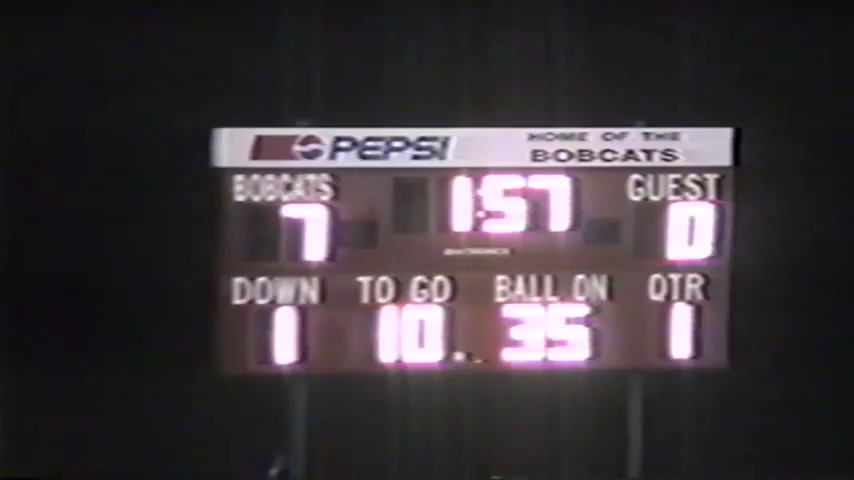 PEPSI HOME OF THE
BOBCATS
BOBCATS 1:57 GUEST
7 0
DOWN TO GO BALL ON QTR
1 10 35 1